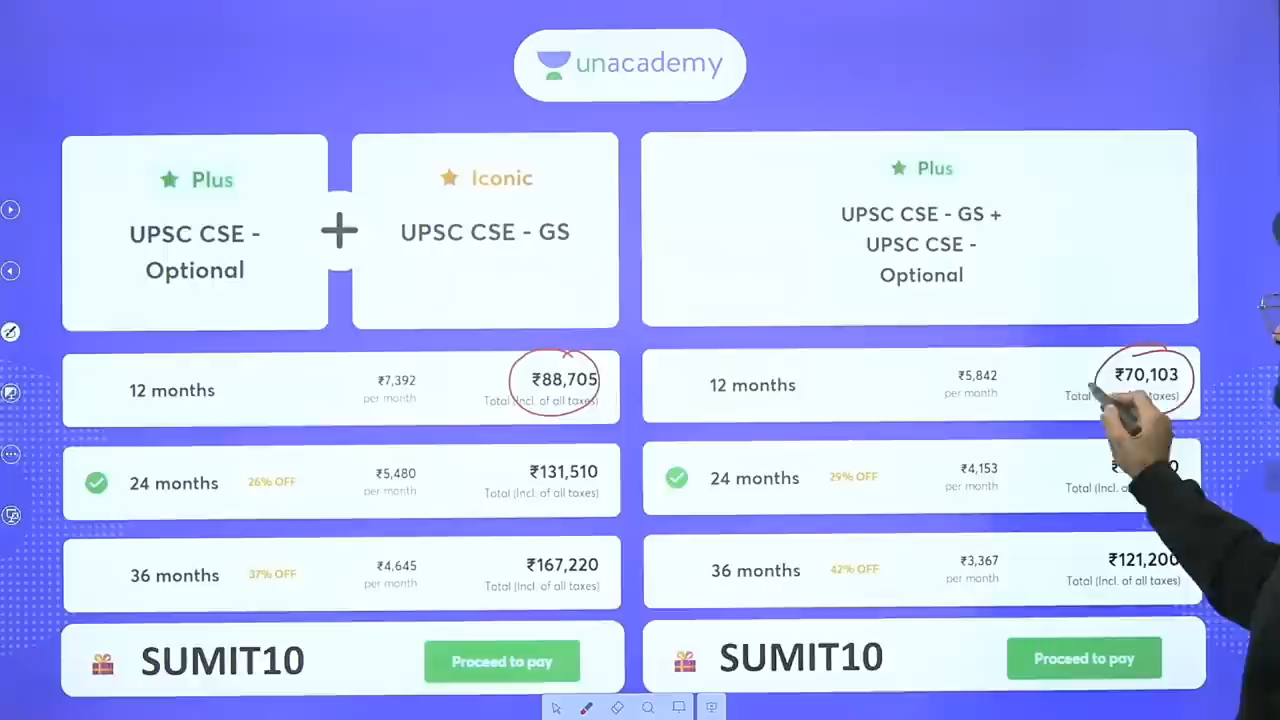 unacademy
Plus
UPSC CSE -
Optional
Iconic
UPSC CSE - GS
Plus
UPSC CSE - GS +
UPSC CSE -
Optional
12 months
₹7,392
per month
₹88,705
Total (Incl. of all taxes)
24 months
26% OFF
₹5,480
per month
₹131,510
Total (Incl. of all taxes)
36 months
37% OFF
₹4,645
per month
₹167,220
Total (Incl. of all taxes)
SUMIT10
Proceed to pay
12 months
₹5,842
per month
₹70,103
Total taxes)
24 months
29% OFF
₹4,153
per month
Total (Incl. of
36 months
42% OFF
₹3,367
per month
₹121,200
Total (Incl. of all taxes)
SUMIT10
Proceed to pay